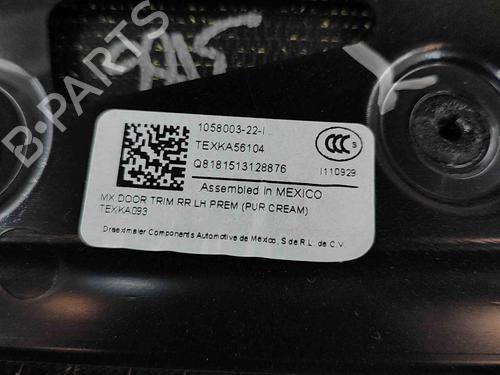 1058003-22-I
TEXKA56104
Q8181513128876
CCC S
I110929
Assembled in MEXICO
MX DOOR TRIM RR LH PREM (PUR CREAM)
TEXKA093
Draexlmaier Components Automotive de Mexico, S de R.L. de C.V.
B-PARTS